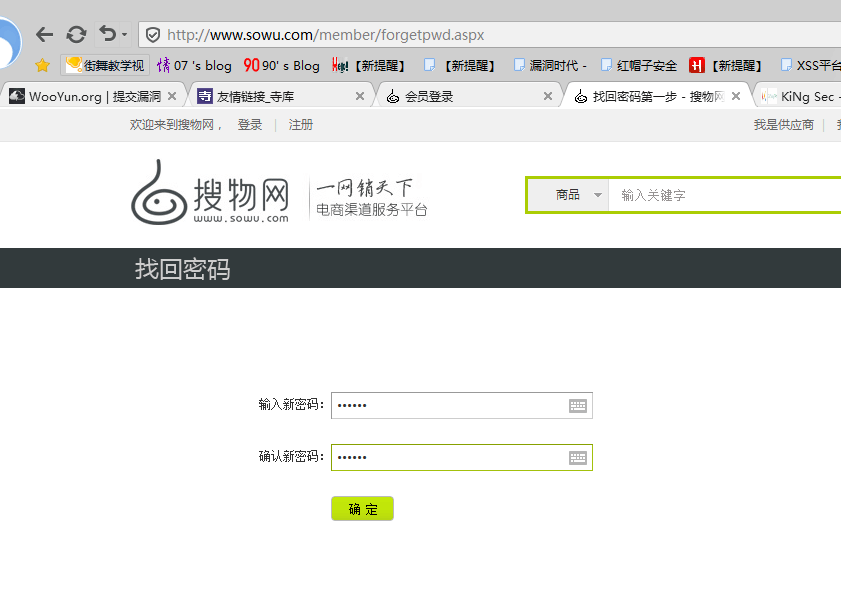 http://www.sowu.com/member/forgetpwd.aspx
街舞教学视 情 07 's blog 90 90' s Blog Help! 【新提醒】 【新提醒】 漏洞时代 - 红帽子安全 H 【新提醒】 XSS平台
WooYun.org | 提交漏洞 寺 友情链接_寺库 会员登录 找回密码第一步 - 搜物网 KiNg Sec -
欢迎来到搜物网， 登录 | 注册 我是供应商 |
搜物网 一网销天下 商品 输入关键字
www.sowu.com 电商渠道服务平台
找回密码
输入新密码： ••••••
确认新密码： ••••••
确 定